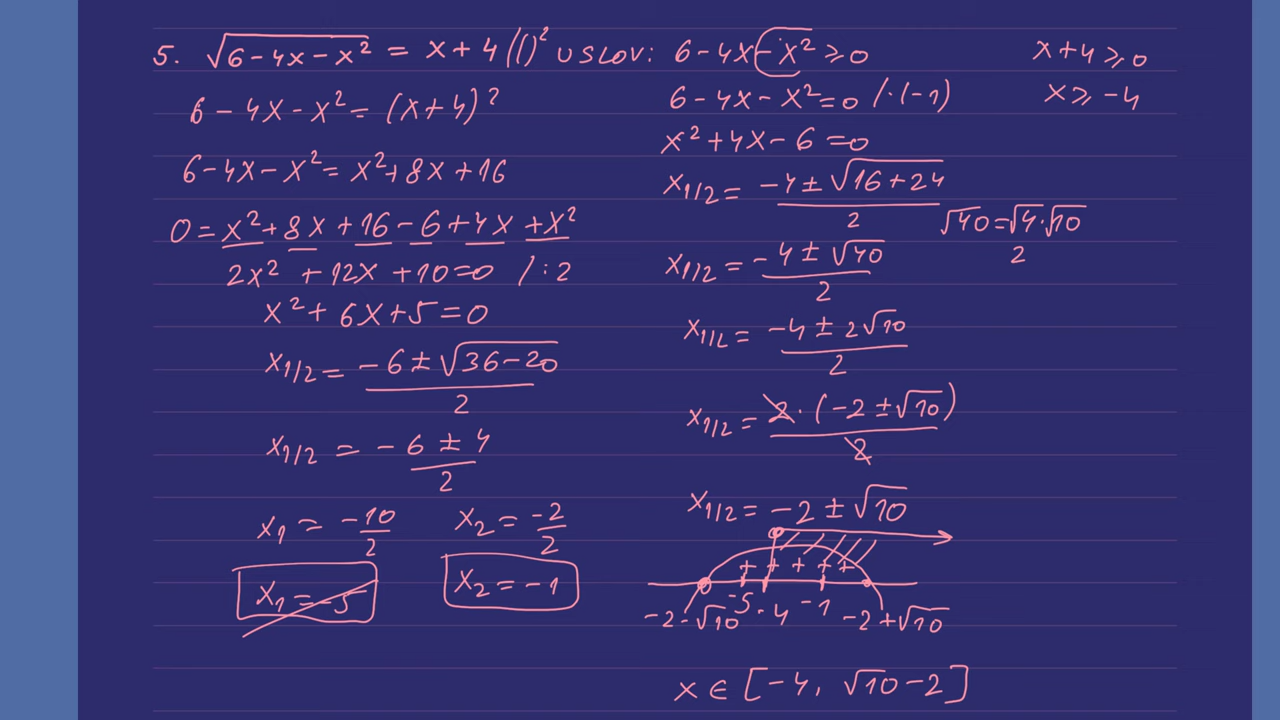 5. √(6-4x-x²) = x+4 /()²
6-4x-x² = (x+4)²
6-4x-x² = x²+8x+16
0 = x²+8x+16-6+4x+x²
2x²+12x+10=0 /:2
x²+6x+5=0
x1/2 = (-6±√(36-20))/2
x1/2 = (-6±4)/2
x1 = -10/2 x2 = -2/2
x1 = -5 x2 = -1
USLOV: 6-4x-x² ≥ 0
6-4x-x²=0 /·(-1)
x²+4x-6=0
x1/2 = (-4±√(16+24))/2
√40=√4·√10
2
x1/2 = (-4±√40)/2
x1/2 = (-4±2√10)/2
x1/2 = 2·(-2±√10)/2
x1/2 = -2±√10
+ + + + +
-2-√10 -5 -4 -1 -2+√10
x ∈ [-4, √10-2]
x+4 ≥ 0
x ≥ -4